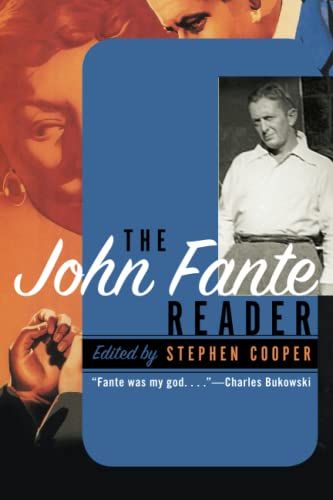 THE
John Fante
READER
Edited by STEPHEN COOPER
“Fante was my god. . . .”—Charles Bukowski